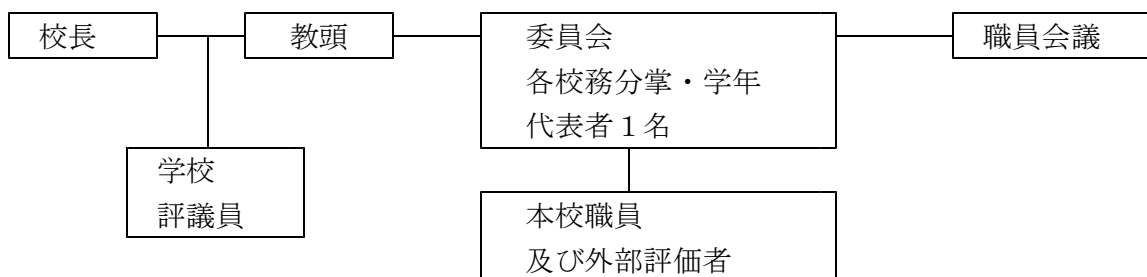 校長
教頭
委員会
各校務分掌・学年
代表者１名
職員会議
学校
評議員
本校職員
及び外部評価者